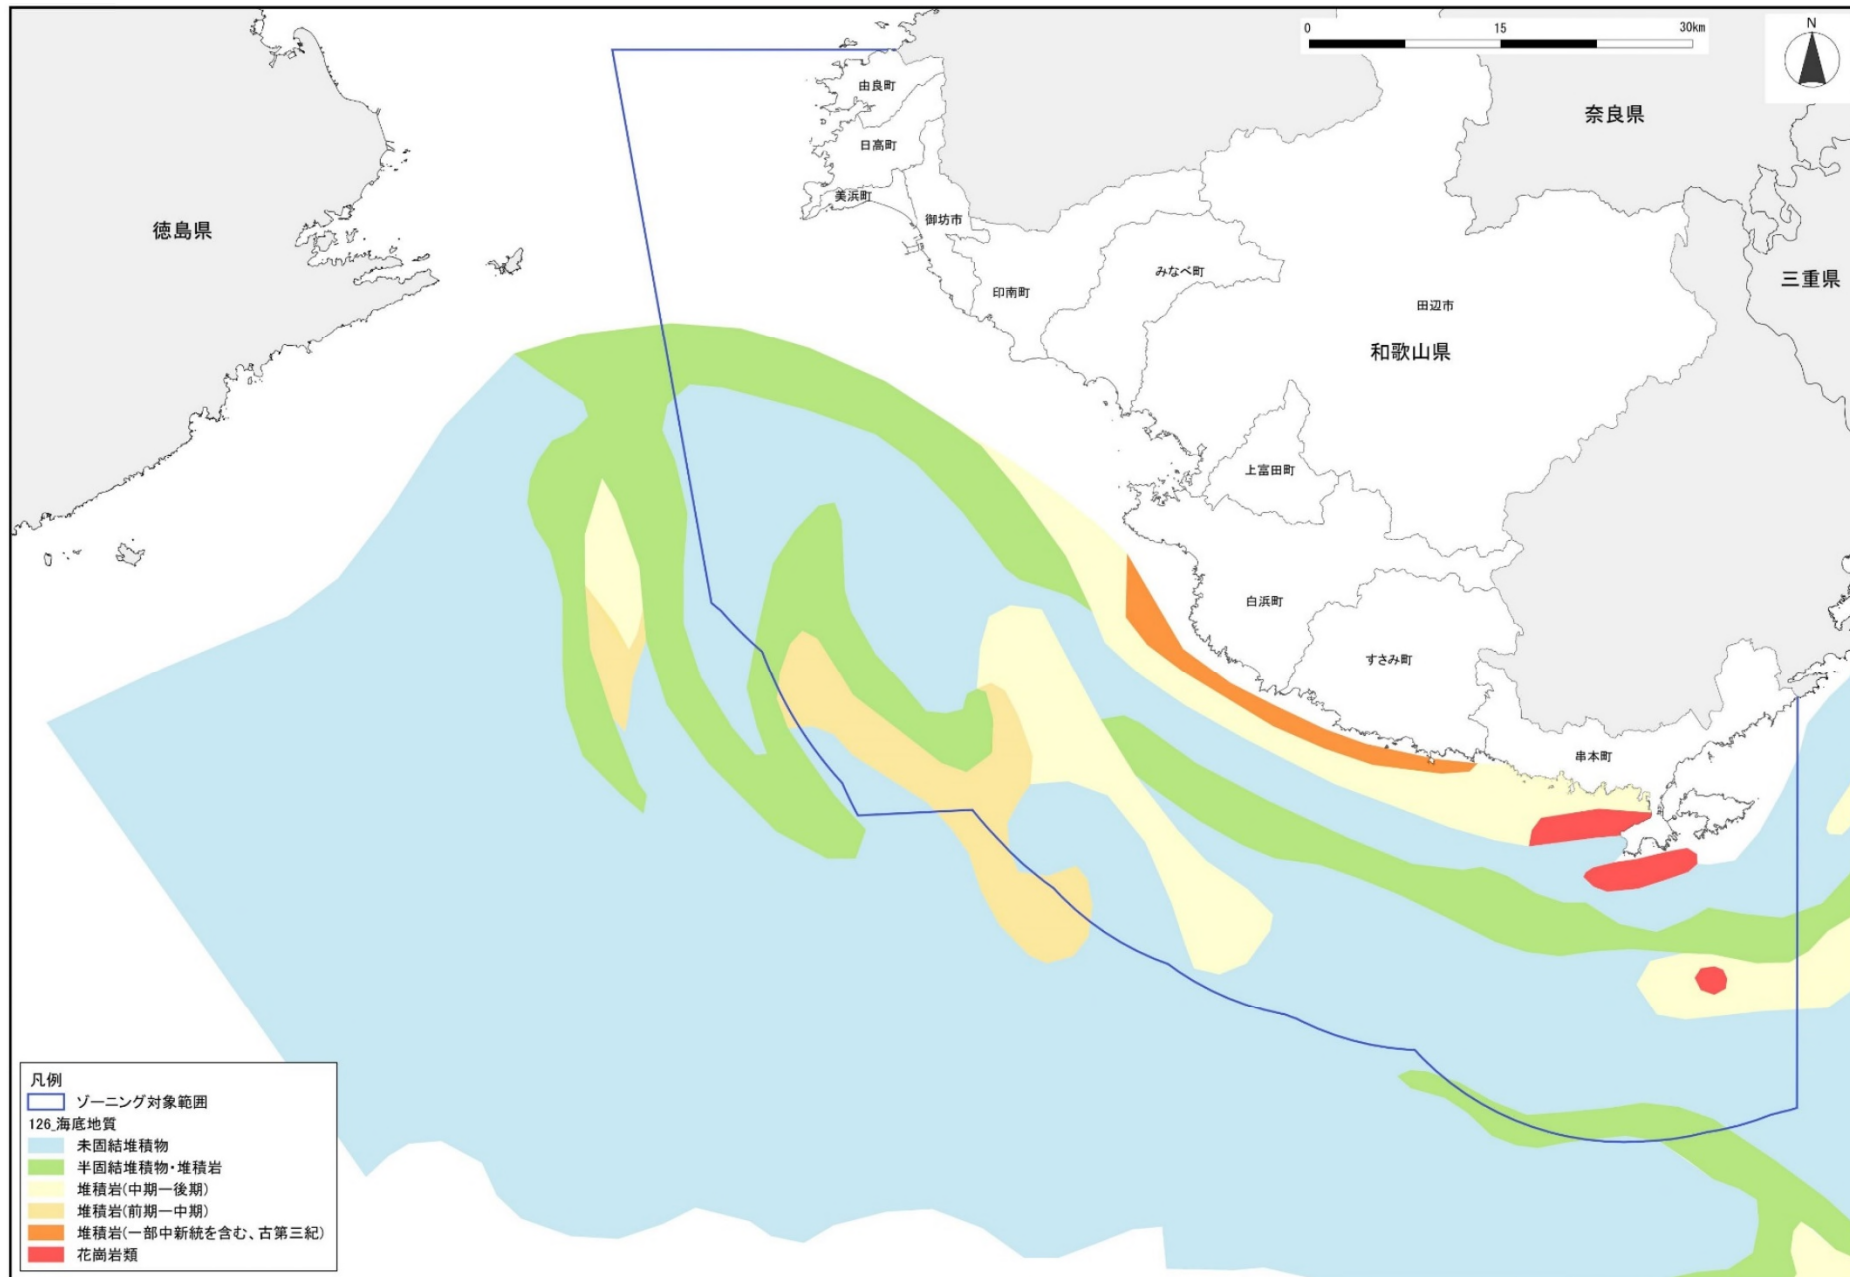 0 15 30km
N
由良町
奈良県
日高町
美浜町
御坊市
徳島県
みなべ町
三重県
印南町
田辺市
和歌山県
上富田町
白浜町
すさみ町
串本町
凡例
ゾーニング対象範囲
126_海底地質
未固結堆積物
半固結堆積物・堆積岩
堆積岩(中期―後期)
堆積岩(前期―中期)
堆積岩(一部中新統を含む、古第三紀)
花崗岩類